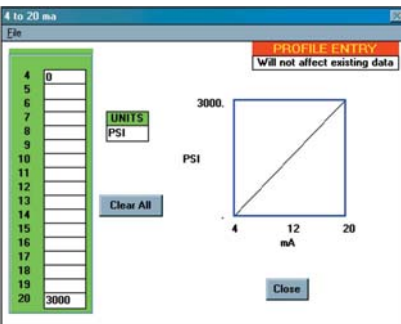 4 to 20 ma
File
PROFILE ENTRY
Will not affect existing data
4 0
5
6
7
8
9
10
11
12
13
14
15
16
17
18
19
20 3000
UNITS
PSI
Clear All
3000.
PSI
.
4 12 20
mA
Close